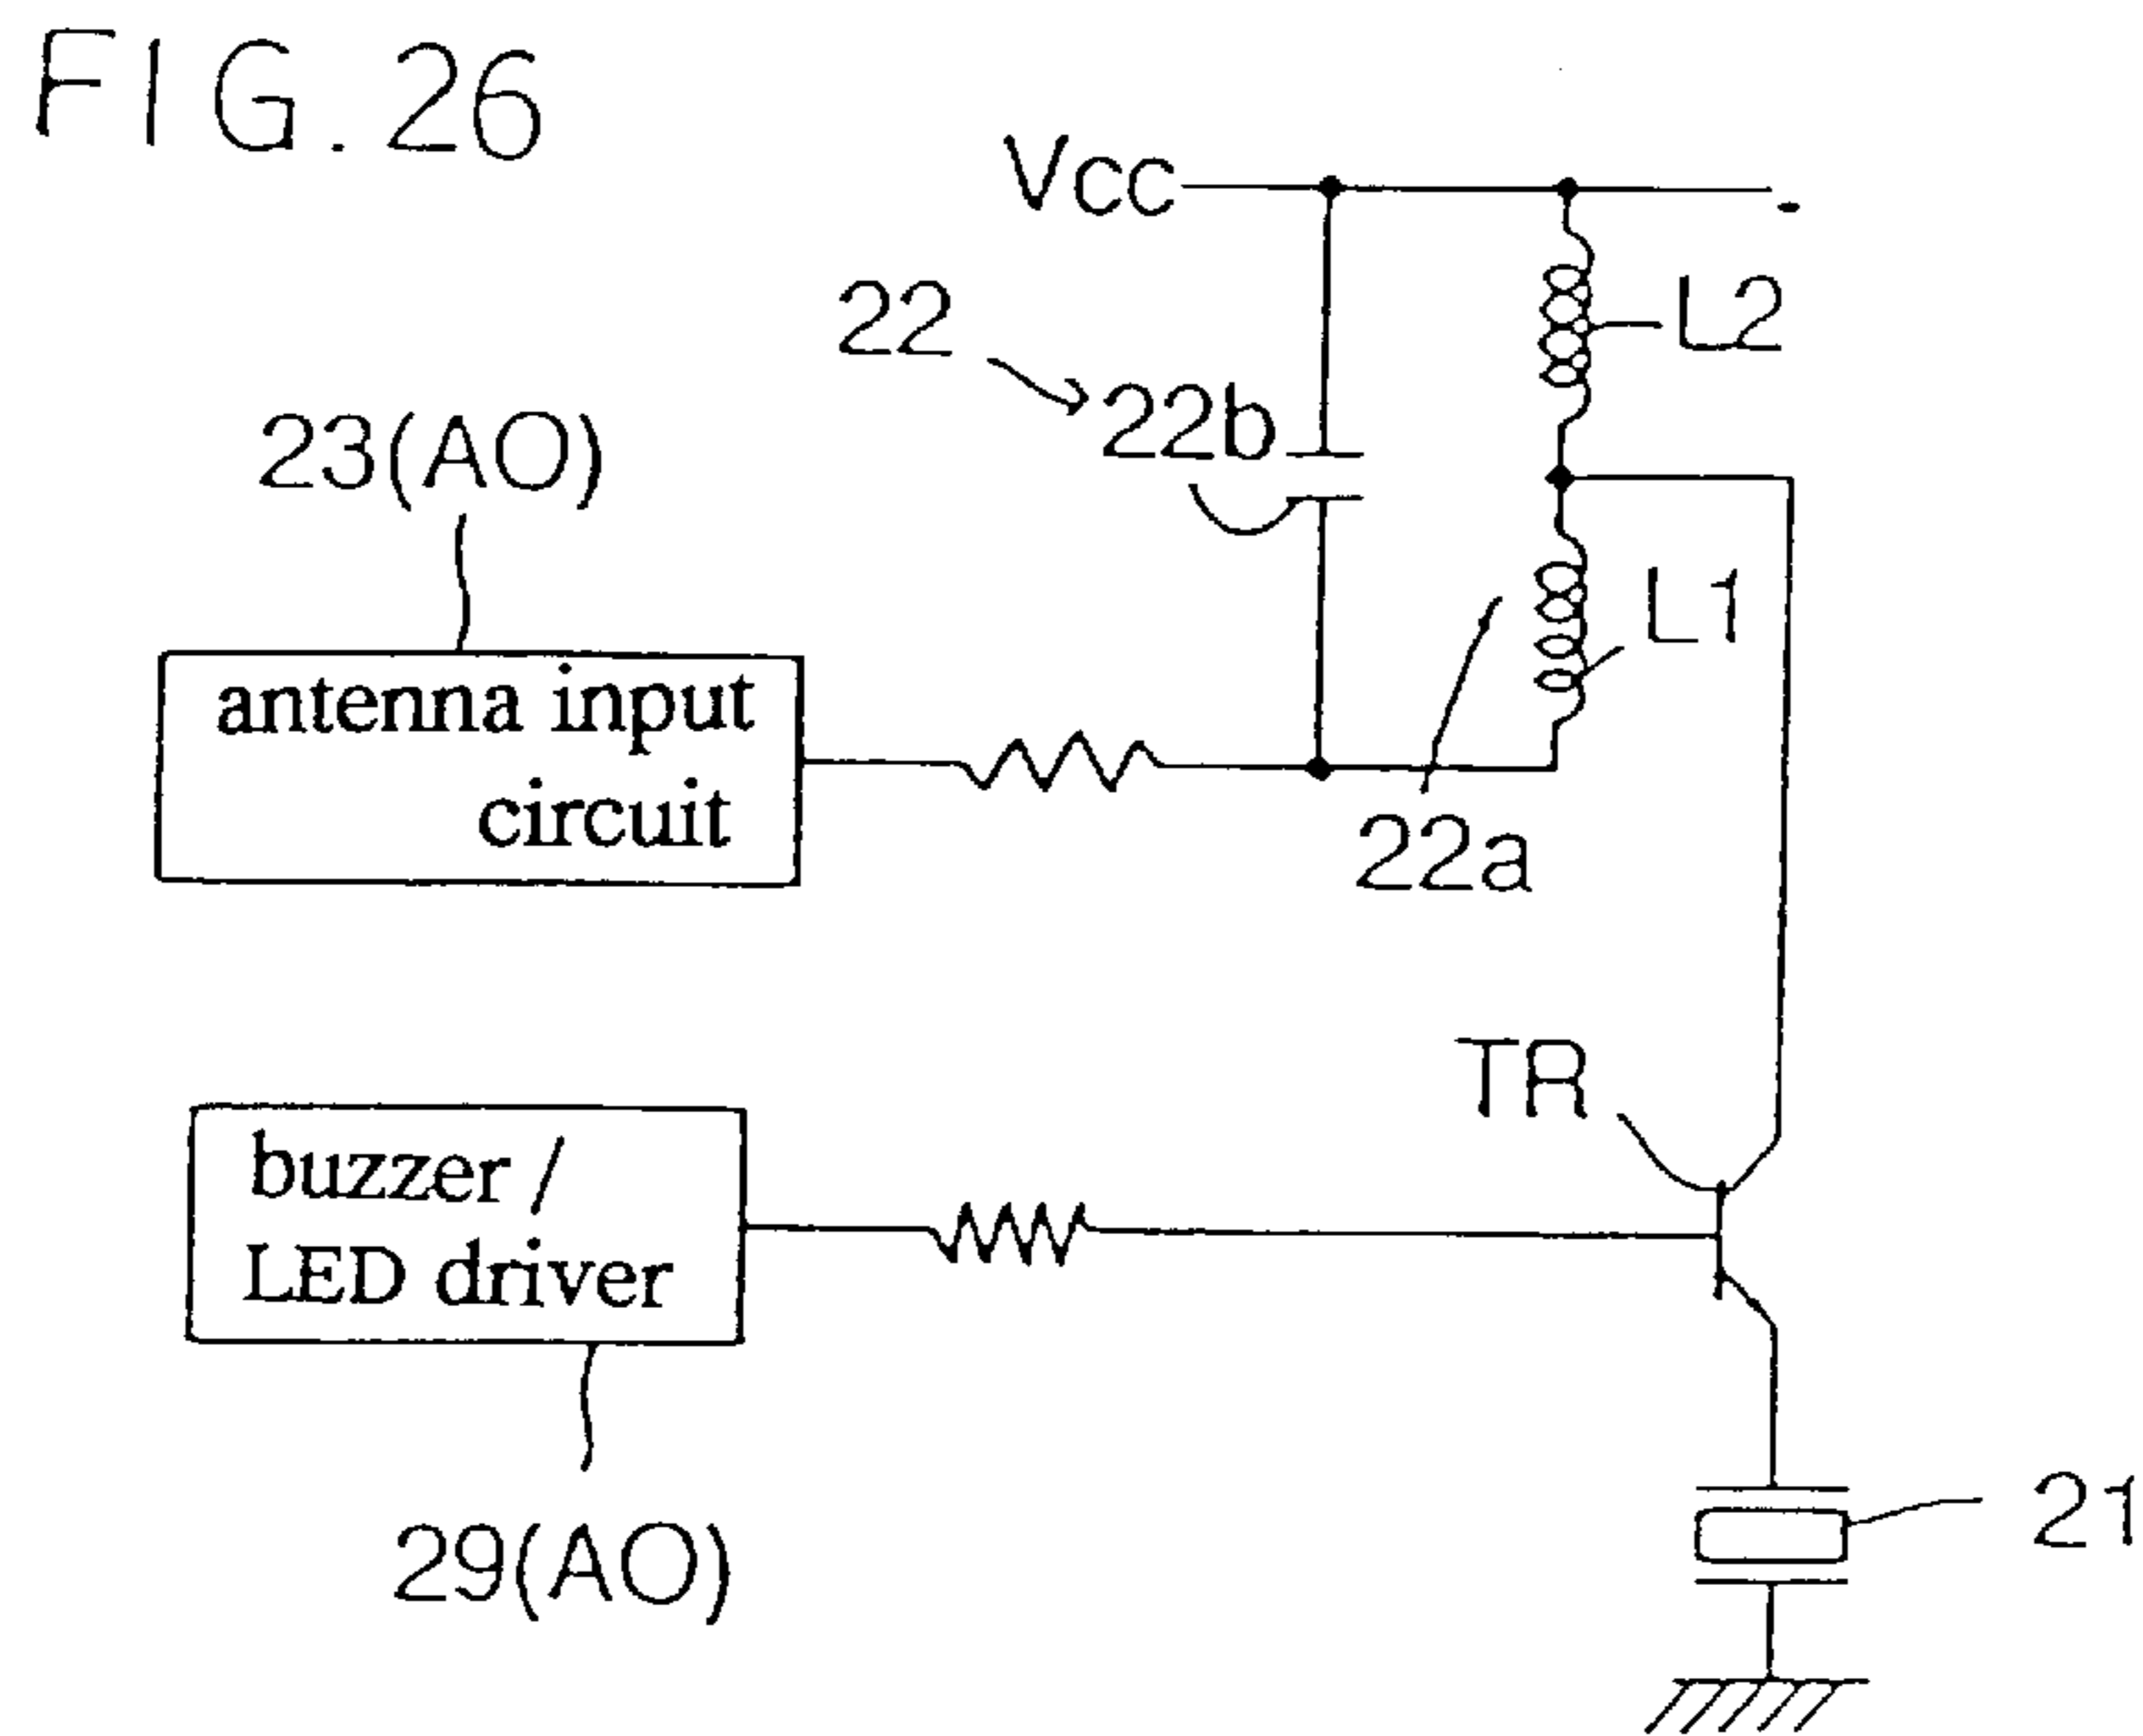 FIG.26
Vcc
22
L2
22b
23(AO)
L1
antenna input
circuit
22a
TR
buzzer/
LED driver
21
29(AO)